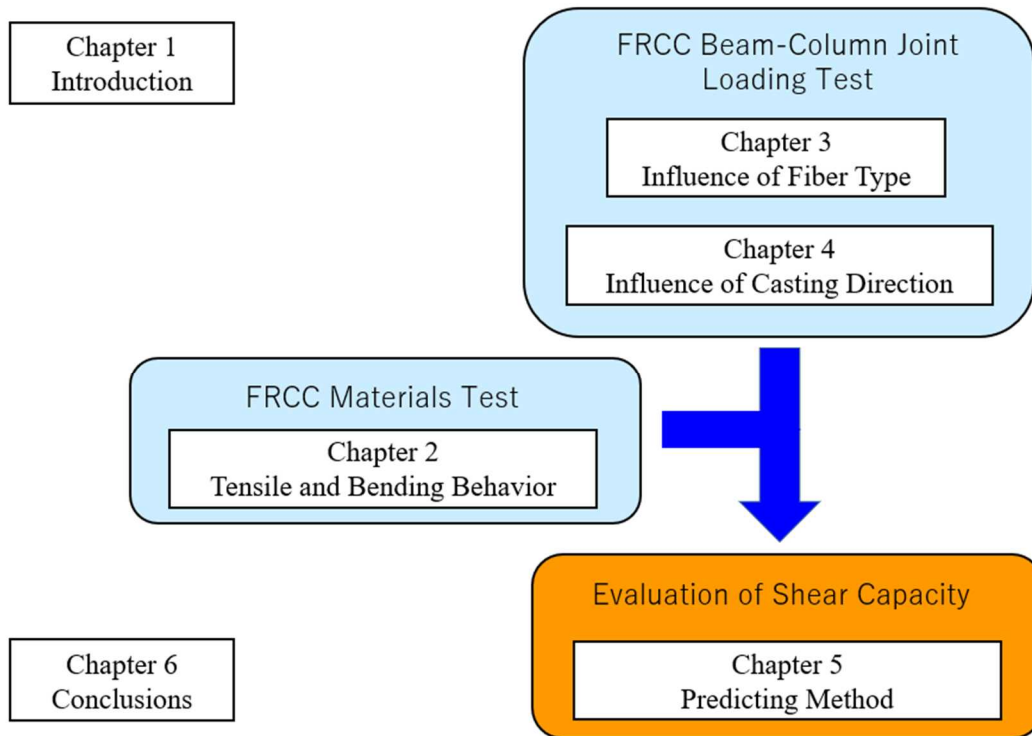 Chapter 1
Introduction
FRCC Beam-Column Joint
Loading Test
Chapter 3
Influence of Fiber Type
Chapter 4
Influence of Casting Direction
FRCC Materials Test
Chapter 2
Tensile and Bending Behavior
Evaluation of Shear Capacity
Chapter 5
Predicting Method
Chapter 6
Conclusions